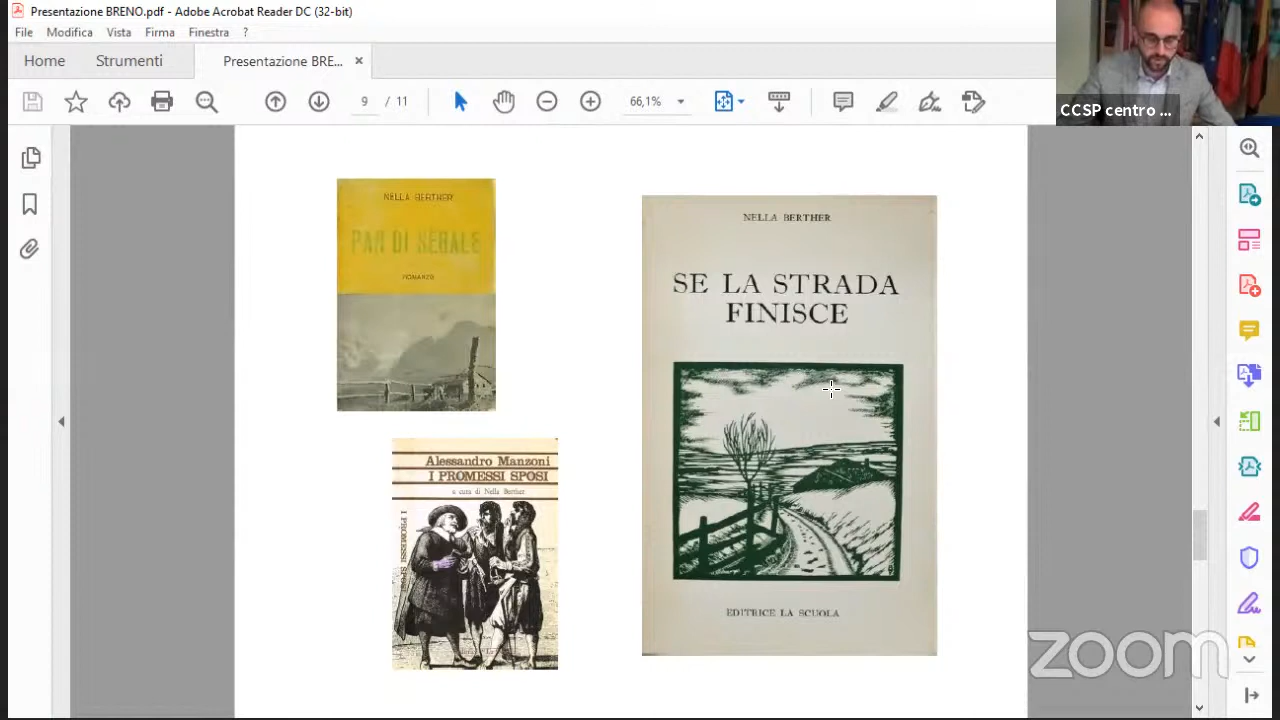 Presentazione BRENO.pdf - Adobe Acrobat Reader DC (32-bit)
File Modifica Vista Firma Finestra ?
Home Strumenti Presentazione BRE... ×
9 / 11 66,1%
CCSP centro ...
NELLA BERTHER
PAN DI SEGALE
ROMANZO
Alessandro Manzoni
I PROMESSI SPOSI
a cura di Nella Berther
I PROMESSI SPOSI
NELLA BERTHER
SE LA STRADA
FINISCE
EDITRICE LA SCUOLA
zoom